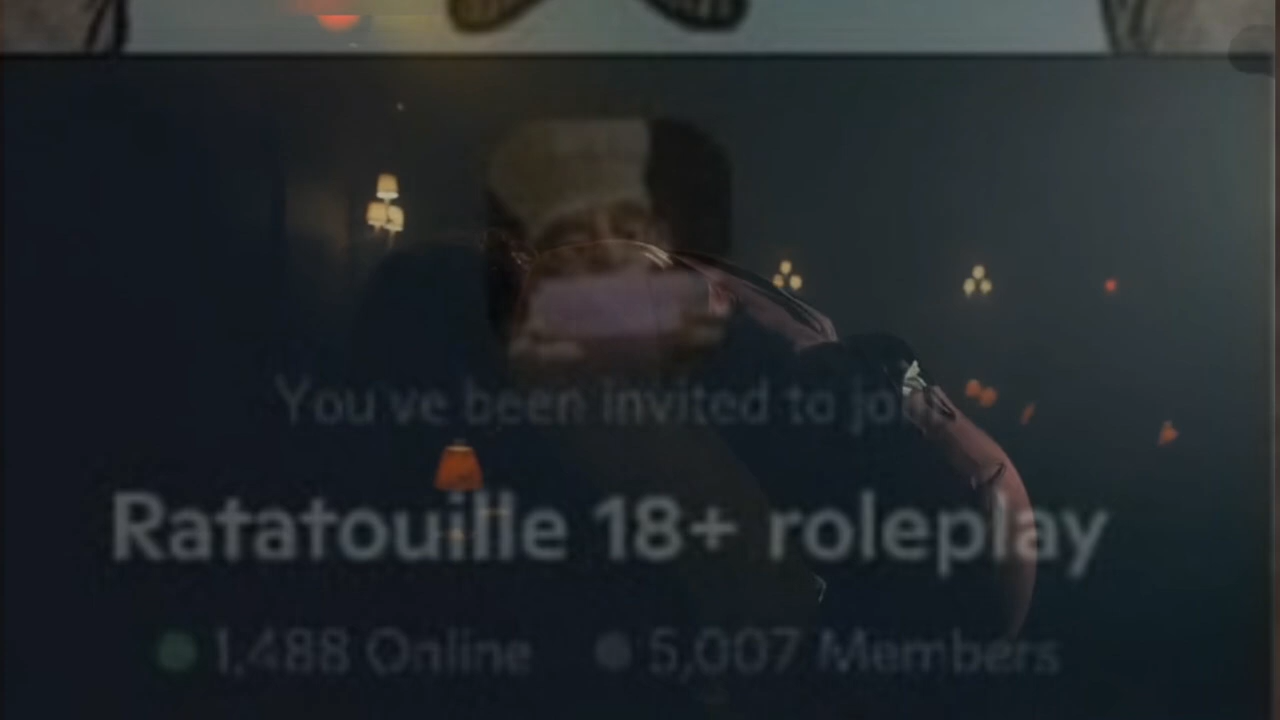 You've been invited to join
Ratatouille 18+ roleplay
1,488 Online 5,007 Members